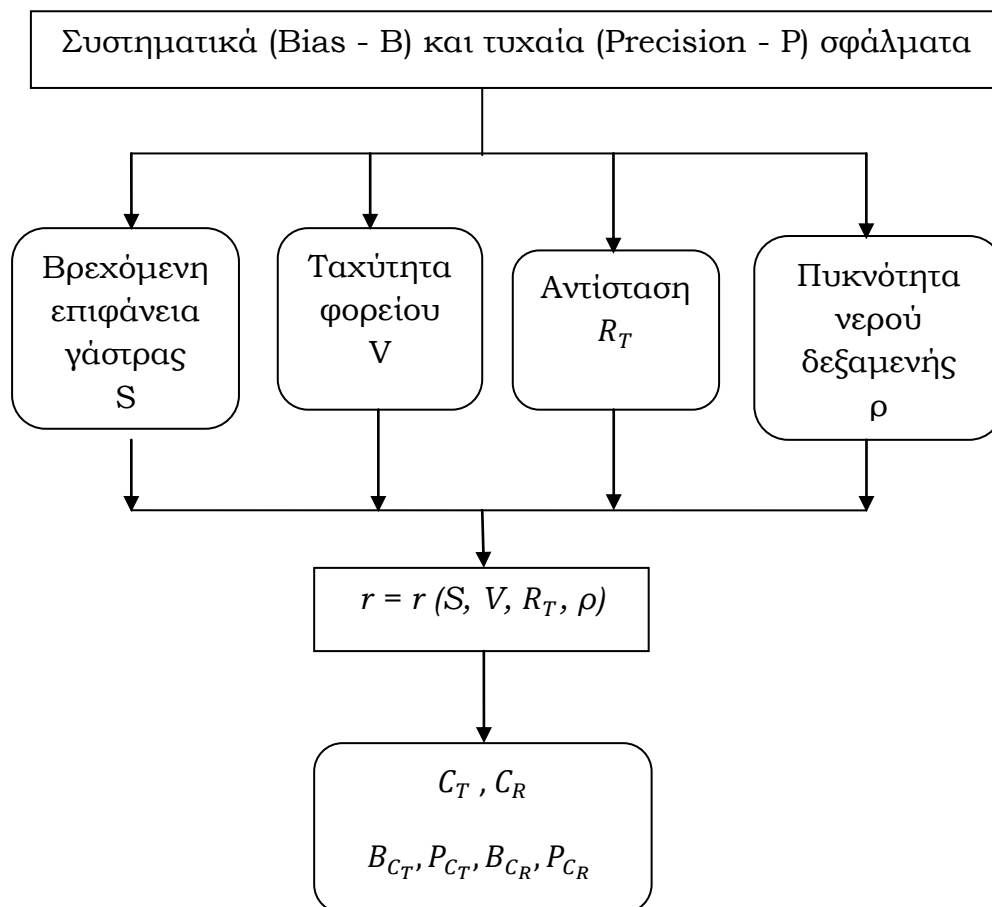 Συστηματικά (Bias - B) και τυχαία (Precision - P) σφάλματα
Βρεχόμενη
επιφάνεια
γάστρας
S
Ταχύτητα
φορείου
V
Αντίσταση
R_T
Πυκνότητα
νερού
δεξαμενής
ρ
r = r (S, V, R_T, ρ)
C_T , C_R
B_{C_T}, P_{C_T}, B_{C_R}, P_{C_R}